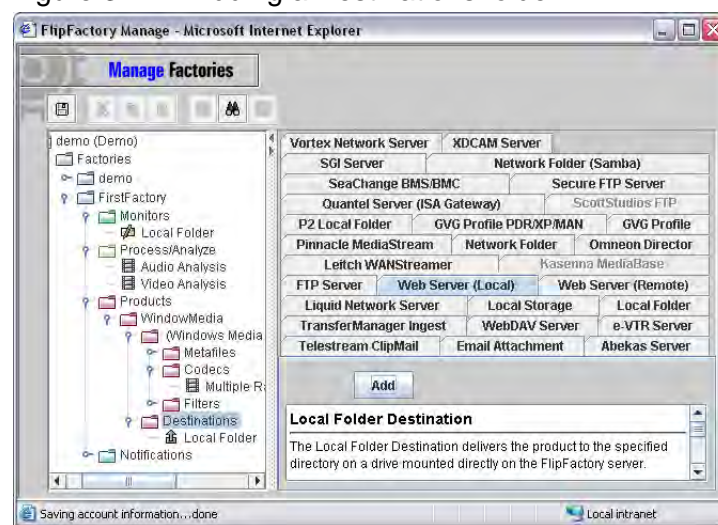 FlipFactory Manage - Microsoft Internet Explorer
Manage Factories
demo (Demo)
Factories
demo
FirstFactory
Monitors
Local Folder
Process/Analyze
Audio Analysis
Video Analysis
Products
WindowMedia
(Windows Media
Metafiles
Codecs
Multiple R
Filters
Destinations
Local Folder
Notifications
Vortex Network Server XDCAM Server
SGI Server Network Folder (Samba)
SeaChange BMS/BMC Secure FTP Server
Quantel Server (ISA Gateway) ScottStudios FTP
P2 Local Folder GVG Profile PDR/XP/MAN GVG Profile
Pinnacle MediaStream Network Folder Omneon Director
Leitch WANStreamer Kasenna MediaBase
FTP Server Web Server (Local) Web Server (Remote)
Liquid Network Server Local Storage Local Folder
TransferManager Ingest WebDAV Server e-VTR Server
Telestream ClipMail Email Attachment Abekas Server
Add
Local Folder Destination
The Local Folder Destination delivers the product to the specified
directory on a drive mounted directly on the FlipFactory server.
Saving account information...done
Local intranet